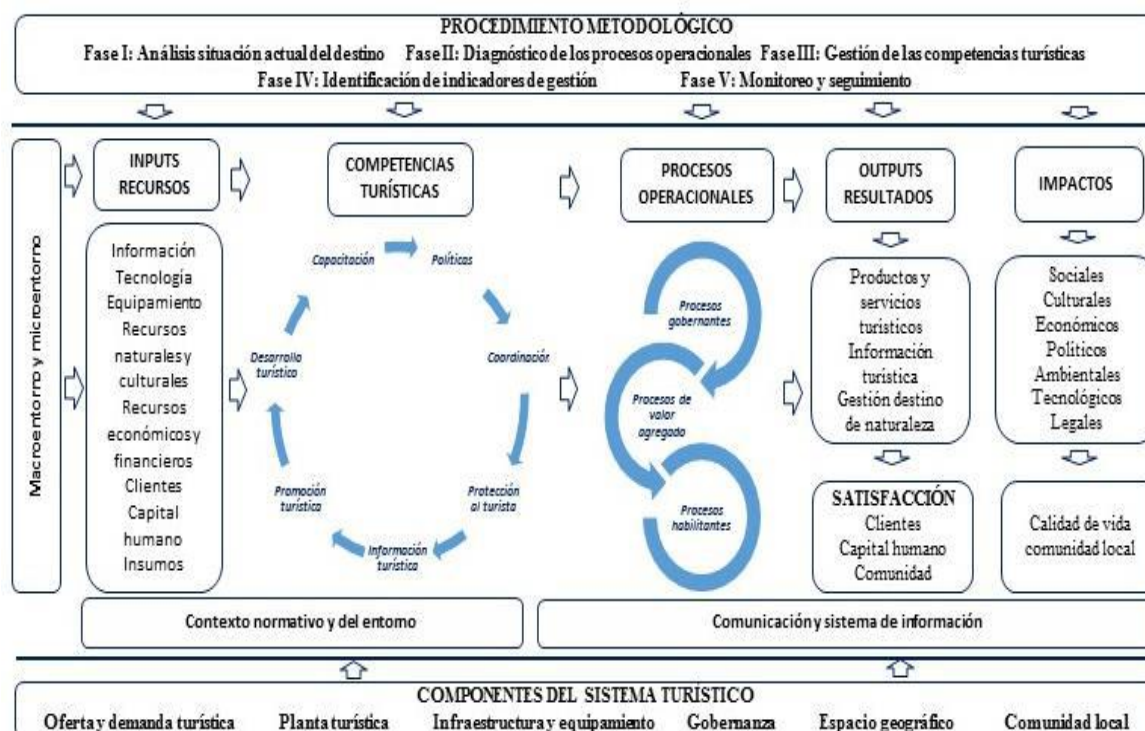 PROCEDIMIENTO METODOLÓGICO
Fase I: Análisis situación actual del destino Fase II: Diagnóstico de los procesos operacionales Fase III: Gestión de las competencias turísticas
Fase IV: Identificación de indicadores de gestión Fase V: Monitoreo y seguimiento
Macroentorno y microentorno
INPUTS
RECURSOS
Información
Tecnología
Equipamiento
Recursos
naturales y
culturales
Recursos
económicos y
financieros
Clientes
Capital
humano
Insumos
COMPETENCIAS
TURÍSTICAS
Capacitación
Políticas
Coordinación
Protección
al turista
Información
turística
Promoción
turística
Desarrollo
turístico
PROCESOS
OPERACIONALES
Procesos
gobernantes
Procesos de
valor
agregado
Procesos
habilitantes
OUTPUTS
RESULTADOS
Productos y
servicios
turísticos
Información
turística
Gestión destino
de naturaleza
SATISFACCIÓN
Clientes
Capital humano
Comunidad
IMPACTOS
Sociales
Culturales
Económicos
Políticos
Ambientales
Tecnológicos
Legales
Calidad de vida
comunidad local
Contexto normativo y del entorno
Comunicación y sistema de información
COMPONENTES DEL SISTEMA TURÍSTICO
Oferta y demanda turística Planta turística Infraestructura y equipamiento Gobernanza Espacio geográfico Comunidad local